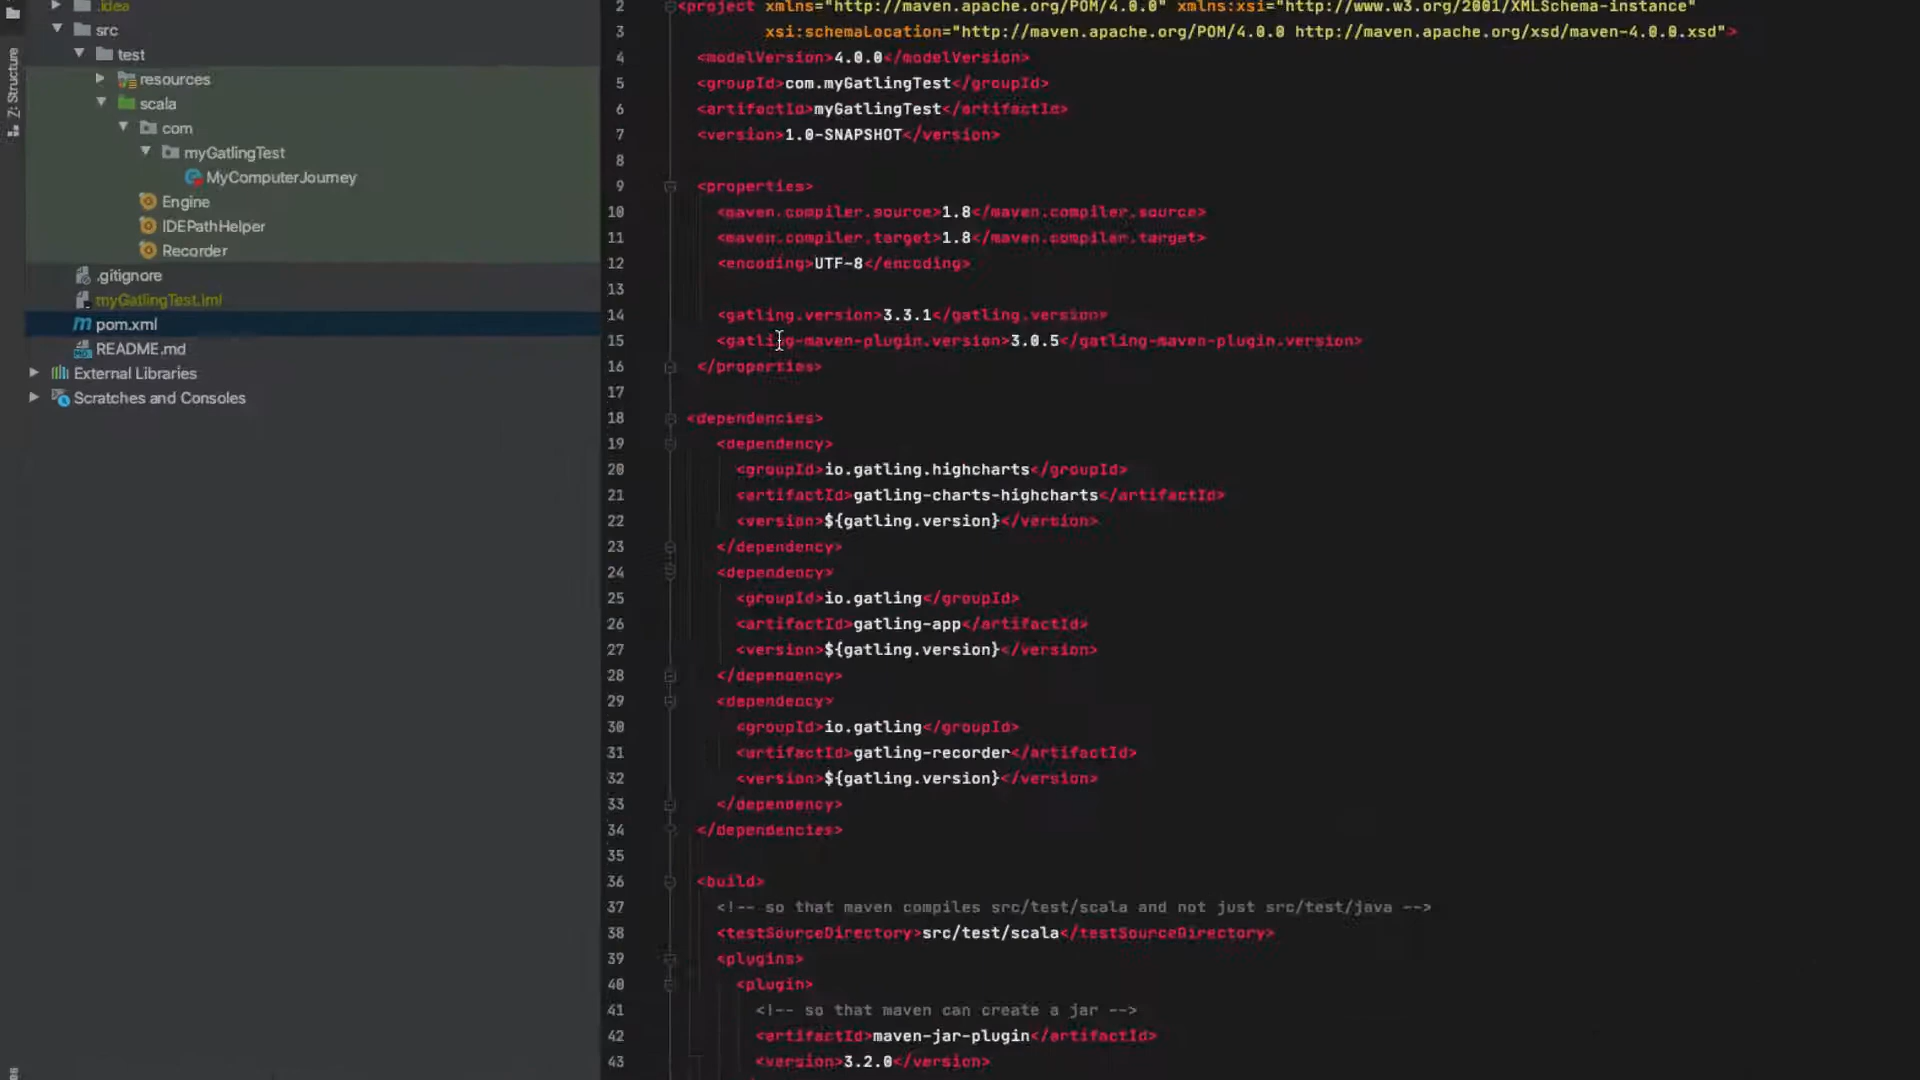 Z: Structure
.idea
src
test
resources
scala
com
myGatlingTest
MyComputerJourney
Engine
IDEPathHelper
Recorder
.gitignore
myGatlingTest.iml
pom.xml
README.md
External Libraries
Scratches and Consoles
2 <project xmlns="http://maven.apache.org/POM/4.0.0" xmlns:xsi="http://www.w3.org/2001/XMLSchema-instance"
3 xsi:schemaLocation="http://maven.apache.org/POM/4.0.0 http://maven.apache.org/xsd/maven-4.0.0.xsd">
4 <modelVersion>4.0.0</modelVersion>
5 <groupId>com.myGatlingTest</groupId>
6 <artifactId>myGatlingTest</artifactId>
7 <version>1.0-SNAPSHOT</version>
8
9 <properties>
10 <maven.compiler.source>1.8</maven.compiler.source>
11 <maven.compiler.target>1.8</maven.compiler.target>
12 <encoding>UTF-8</encoding>
13
14 <gatling.version>3.3.1</gatling.version>
15 <gatling-maven-plugin.version>3.0.5</gatling-maven-plugin.version>
16 </properties>
17
18 <dependencies>
19 <dependency>
20 <groupId>io.gatling.highcharts</groupId>
21 <artifactId>gatling-charts-highcharts</artifactId>
22 <version>${gatling.version}</version>
23 </dependency>
24 <dependency>
25 <groupId>io.gatling</groupId>
26 <artifactId>gatling-app</artifactId>
27 <version>${gatling.version}</version>
28 </dependency>
29 <dependency>
30 <groupId>io.gatling</groupId>
31 <artifactId>gatling-recorder</artifactId>
32 <version>${gatling.version}</version>
33 </dependency>
34 </dependencies>
35
36 <build>
37 <!-- so that maven compiles src/test/scala and not just src/test/java -->
38 <testSourceDirectory>src/test/scala</testSourceDirectory>
39 <plugins>
40 <plugin>
41 <!-- so that maven can create a jar -->
42 <artifactId>maven-jar-plugin</artifactId>
43 <version>3.2.0</version>